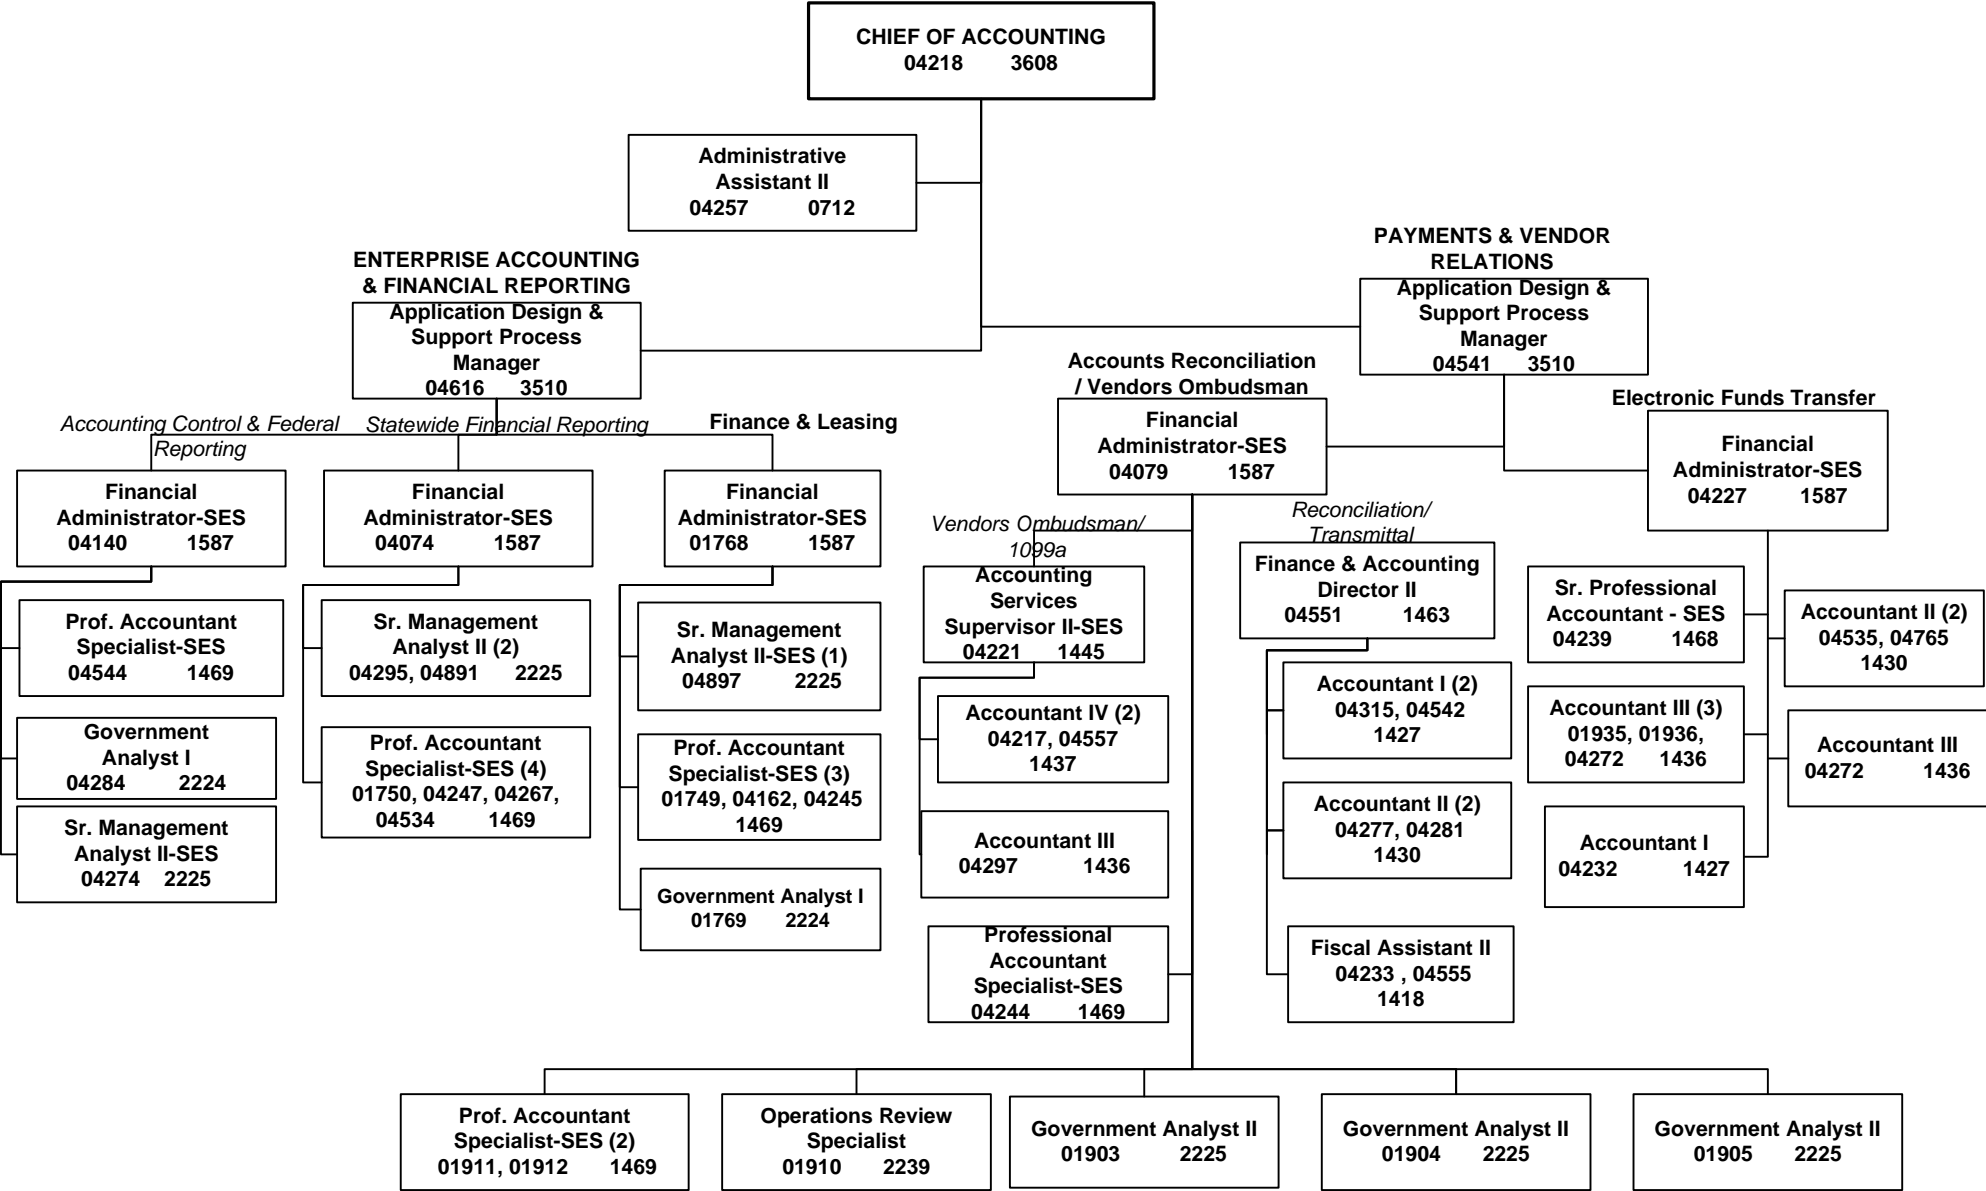 CHIEF OF ACCOUNTING
04218 3608
Administrative
Assistant II
04257 0712
ENTERPRISE ACCOUNTING
& FINANCIAL REPORTING
Application Design &
Support Process
Manager
04616 3510
PAYMENTS & VENDOR
RELATIONS
Application Design &
Support Process
Manager
04541 3510
Accounting Control & Federal
Reporting
Financial
Administrator-SES
04140 1587
Prof. Accountant
Specialist-SES
04544 1469
Government
Analyst I
04284 2224
Sr. Management
Analyst II-SES
04274 2225
Statewide Financial Reporting
Financial
Administrator-SES
04074 1587
Sr. Management
Analyst II (2)
04295, 04891 2225
Prof. Accountant
Specialist-SES (4)
01750, 04247, 04267,
04534 1469
Finance & Leasing
Financial
Administrator-SES
01768 1587
Sr. Management
Analyst II-SES (1)
04897 2225
Prof. Accountant
Specialist-SES (3)
01749, 04162, 04245
1469
Government Analyst I
01769 2224
Accounts Reconciliation
/ Vendors Ombudsman
Financial
Administrator-SES
04079 1587
Vendors Ombudsman/
1099a
Accounting
Services
Supervisor II-SES
04221 1445
Accountant IV (2)
04217, 04557
1437
Accountant III
04297 1436
Professional
Accountant
Specialist-SES
04244 1469
Reconciliation/
Transmittal
Finance & Accounting
Director II
04551 1463
Accountant I (2)
04315, 04542
1427
Accountant II (2)
04277, 04281
1430
Fiscal Assistant II
04233 , 04555
1418
Electronic Funds Transfer
Financial
Administrator-SES
04227 1587
Sr. Professional
Accountant - SES
04239 1468
Accountant II (2)
04535, 04765
1430
Accountant III (3)
01935, 01936,
04272 1436
Accountant III
04272 1436
Accountant I
04232 1427
Prof. Accountant
Specialist-SES (2)
01911, 01912 1469
Operations Review
Specialist
01910 2239
Government Analyst II
01903 2225
Government Analyst II
01904 2225
Government Analyst II
01905 2225